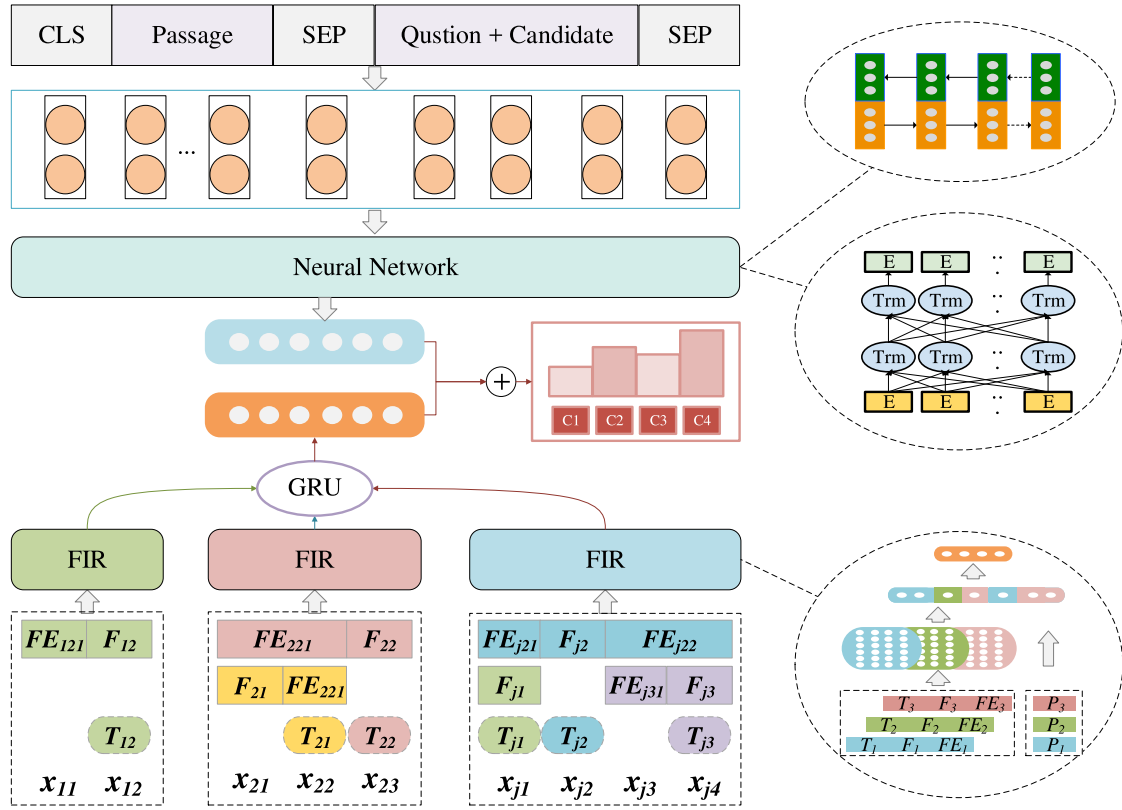 CLS Passage SEP Qustion + Candidate SEP
...
Neural Network
E E E
Trm Trm Trm
Trm Trm Trm
E E E
+
C1 C2 C3 C4
GRU
FIR FIR FIR
FE121 F12 FE221 F22 FEj21 Fj2 FEj22
F21 FE221 Fj1 FEj31 Fj3
T12 T21 T22 Tj1 Tj2 Tj3
x11 x12 x21 x22 x23 xj1 xj2 xj3 xj4
T3 F3 FE3 P3
T2 F2 FE2 P2
T1 F1 FE1 P1